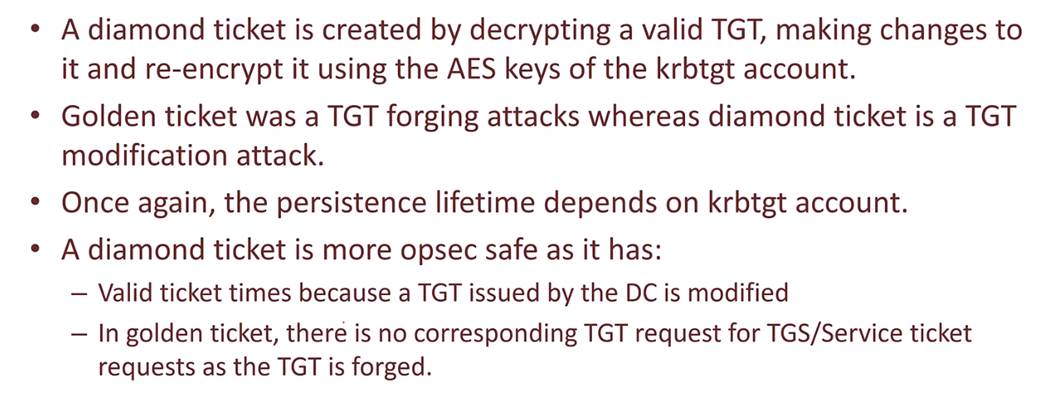 • A diamond ticket is created by decrypting a valid TGT, making changes to
it and re-encrypt it using the AES keys of the krbtgt account.
• Golden ticket was a TGT forging attacks whereas diamond ticket is a TGT
modification attack.
• Once again, the persistence lifetime depends on krbtgt account.
• A diamond ticket is more opsec safe as it has:
– Valid ticket times because a TGT issued by the DC is modified
– In golden ticket, there is no corresponding TGT request for TGS/Service ticket
requests as the TGT is forged.